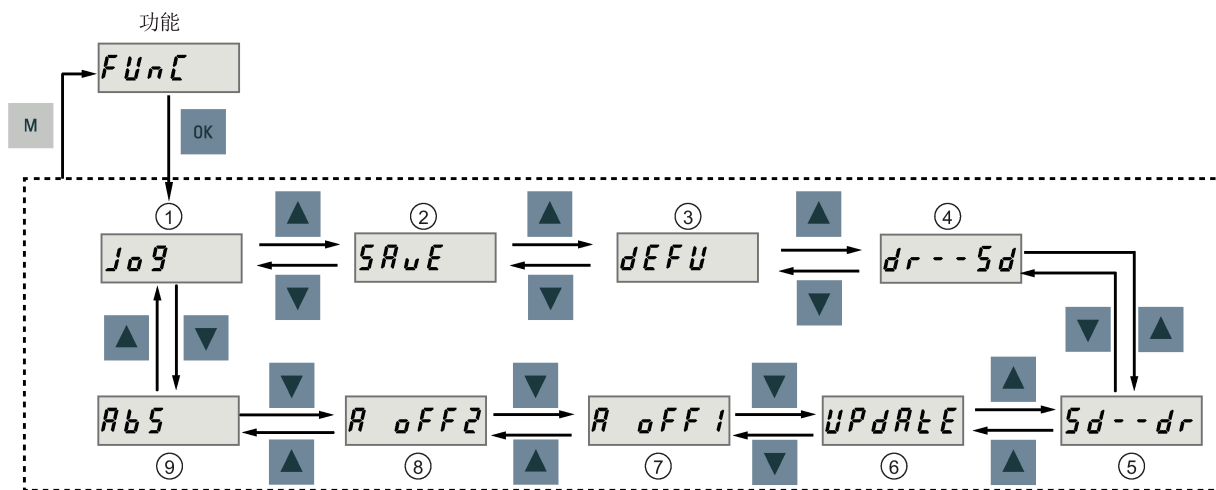 功能
FUnC
M
OK
① ② ③ ④
Jog SAvE dEFU dr--Sd
AbS A oFF2 A oFF1 UPdAtE Sd--dr
⑨ ⑧ ⑦ ⑥ ⑤